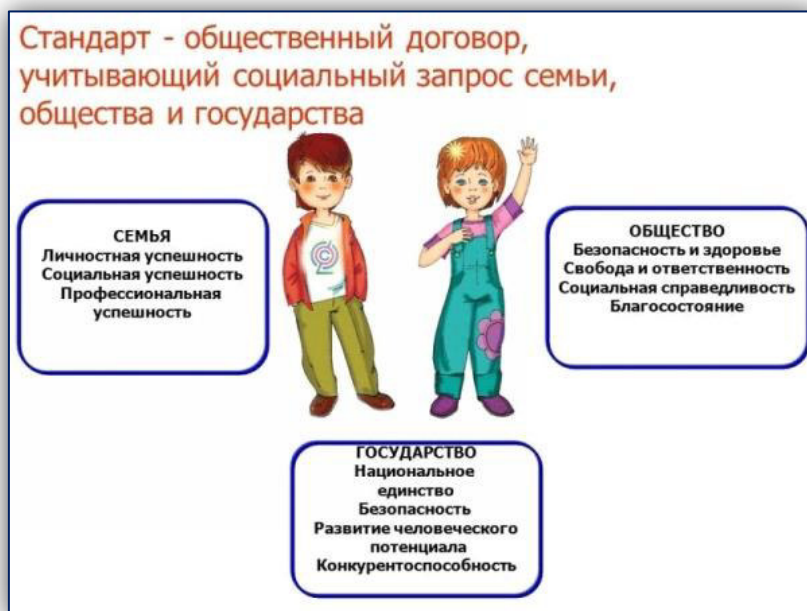 Стандарт - общественный договор,
учитывающий социальный запрос семьи,
общества и государства
СЕМЬЯ
Личностная успешность
Социальная успешность
Профессиональная
успешность
ОБЩЕСТВО
Безопасность и здоровье
Свобода и ответственность
Социальная справедливость
Благосостояние
ГОСУДАРСТВО
Национальное
единство
Безопасность
Развитие человеческого
потенциала
Конкурентоспособность